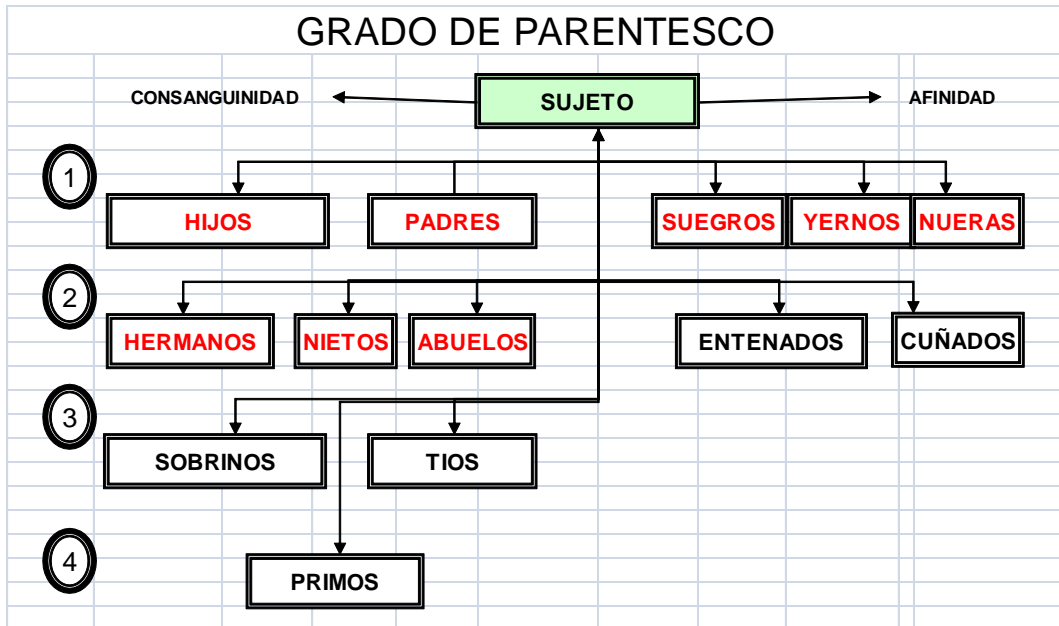 GRADO DE PARENTESCO
CONSANGUINIDAD
SUJETO
AFINIDAD
1
HIJOS
PADRES
SUEGROS
YERNOS
NUERAS
2
HERMANOS
NIETOS
ABUELOS
ENTENADOS
CUÑADOS
3
SOBRINOS
TIOS
4
PRIMOS